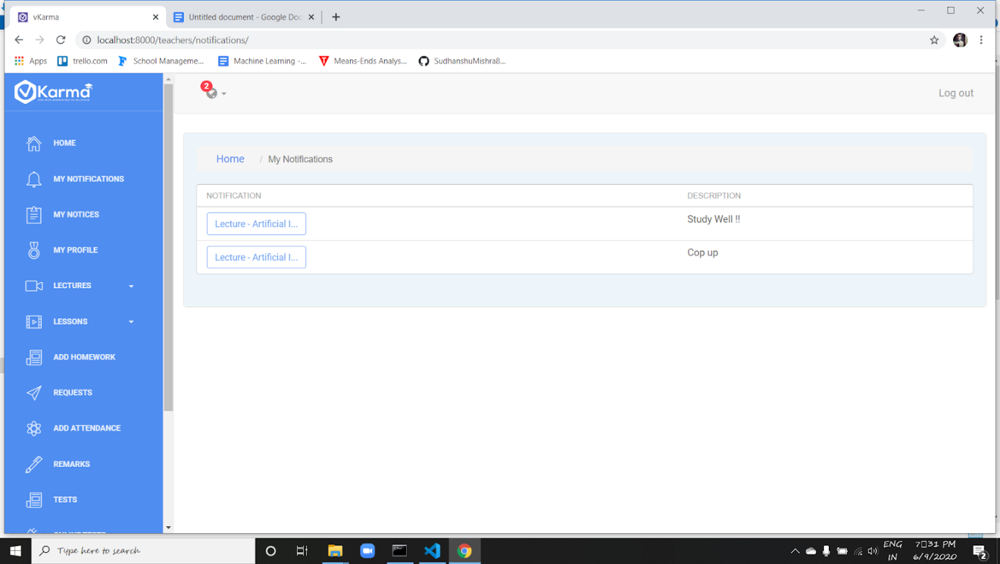 vKarma
Untitled document - Google Doc
localhost:8000/teachers/notifications/
Apps
trello.com
School Manageme...
Machine Learning -...
Means-Ends Analys...
SudhanshuMishra8...
VKarma
2
Log out
HOME
MY NOTIFICATIONS
MY NOTICES
MY PROFILE
LECTURES
LESSONS
ADD HOMEWORK
REQUESTS
ADD ATTENDANCE
REMARKS
TESTS
ONLINE TESTS
Home / My Notifications
NOTIFICATION DESCRIPTION
Lecture - Artificial I... Study Well !!
Lecture - Artificial I... Cop up
Type here to search
ENG
IN
7▯31 PM
6/9/2020
2